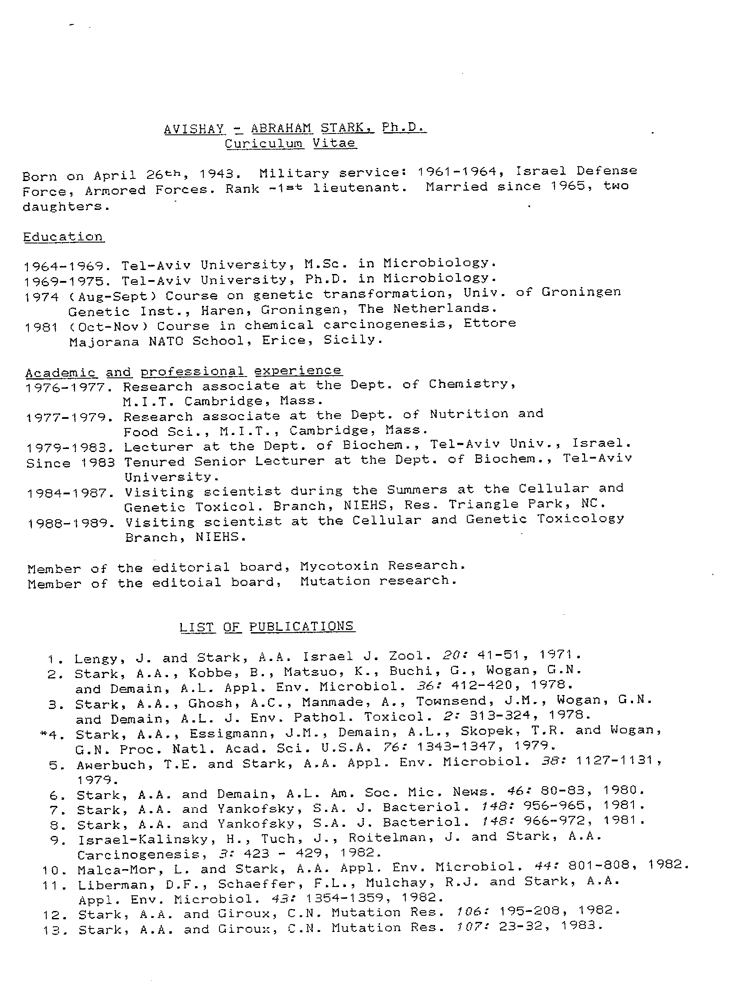 AVISHAY - ABRAHAM STARK, Ph.D.
Curiculum Vitae
Born on April 26th, 1943. Military service: 1961-1964, Israel Defense
Force, Armored Forces. Rank -1st lieutenant. Married since 1965, two
daughters.
Education
1964-1969. Tel-Aviv University, M.Sc. in Microbiology.
1969-1975. Tel-Aviv University, Ph.D. in Microbiology.
1974 (Aug-Sept) Course on genetic transformation, Univ. of Groningen
Genetic Inst., Haren, Groningen, The Netherlands.
1981 (Oct-Nov) Course in chemical carcinogenesis, Ettore
Majorana NATO School, Erice, Sicily.
Academic and professional experience
1976-1977. Research associate at the Dept. of Chemistry,
M.I.T. Cambridge, Mass.
1977-1979. Research associate at the Dept. of Nutrition and
Food Sci., M.I.T., Cambridge, Mass.
1979-1983. Lecturer at the Dept. of Biochem., Tel-Aviv Univ., Israel.
Since 1983 Tenured Senior Lecturer at the Dept. of Biochem., Tel-Aviv
University.
1984-1987. Visiting scientist during the Summers at the Cellular and
Genetic Toxicol. Branch, NIEHS, Res. Triangle Park, NC.
1988-1989. Visiting scientist at the Cellular and Genetic Toxicology
Branch, NIEHS.
Member of the editorial board, Mycotoxin Research.
Member of the editoial board, Mutation research.
LIST OF PUBLICATIONS
1. Lengy, J. and Stark, A.A. Israel J. Zool. 20: 41-51, 1971.
2. Stark, A.A., Kobbe, B., Matsuo, K., Buchi, G., Wogan, G.N.
and Demain, A.L. Appl. Env. Microbiol. 36: 412-420, 1978.
3. Stark, A.A., Ghosh, A.C., Manmade, A., Townsend, J.M., Wogan, G.N.
and Demain, A.L. J. Env. Pathol. Toxicol. 2: 313-324, 1978.
*4. Stark, A.A., Essigmann, J.M., Demain, A.L., Skopek, T.R. and Wogan,
G.N. Proc. Natl. Acad. Sci. U.S.A. 76: 1343-1347, 1979.
5. Awerbuch, T.E. and Stark, A.A. Appl. Env. Microbiol. 38: 1127-1131,
1979.
6. Stark, A.A. and Demain, A.L. Am. Soc. Mic. News. 46: 80-83, 1980.
7. Stark, A.A. and Yankofsky, S.A. J. Bacteriol. 148: 956-965, 1981.
8. Stark, A.A. and Yankofsky, S.A. J. Bacteriol. 148: 966-972, 1981.
9. Israel-Kalinsky, H., Tuch, J., Roitelman, J. and Stark, A.A.
Carcinogenesis, 3: 423 - 429, 1982.
10. Malca-Mor, L. and Stark, A.A. Appl. Env. Microbiol. 44: 801-808, 1982.
11. Liberman, D.F., Schaeffer, F.L., Mulchay, R.J. and Stark, A.A.
Appl. Env. Microbiol. 43: 1354-1359, 1982.
12. Stark, A.A. and Giroux, C.N. Mutation Res. 106: 195-208, 1982.
13. Stark, A.A. and Giroux, C.N. Mutation Res. 107: 23-32, 1983.